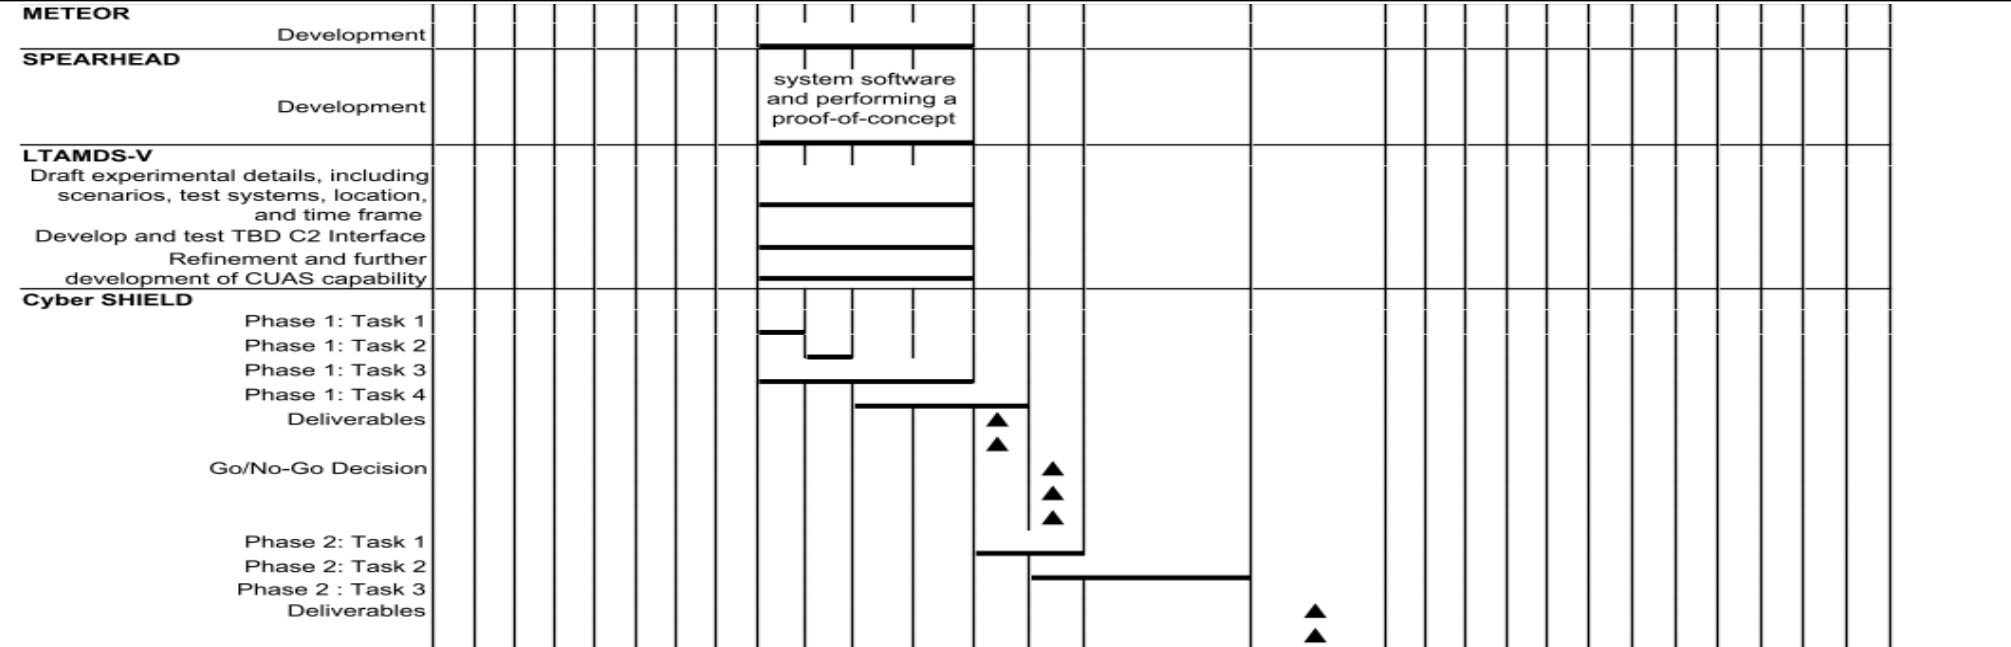 METEOR
Development
SPEARHEAD
system software
and performing a
Development
proof-of-concept
LTAMDS-V
Draft experimental details, including
scenarios, test systems, location,
and time frame
Develop and test TBD C2 Interface
Refinement and further
development of CUAS capability
Cyber SHIELD
Phase 1: Task 1
Phase 1: Task 2
Phase 1: Task 3
Phase 1: Task 4
Deliverables
Go/No-Go Decision
Phase 2: Task 1
Phase 2: Task 2
Phase 2 : Task 3
Deliverables